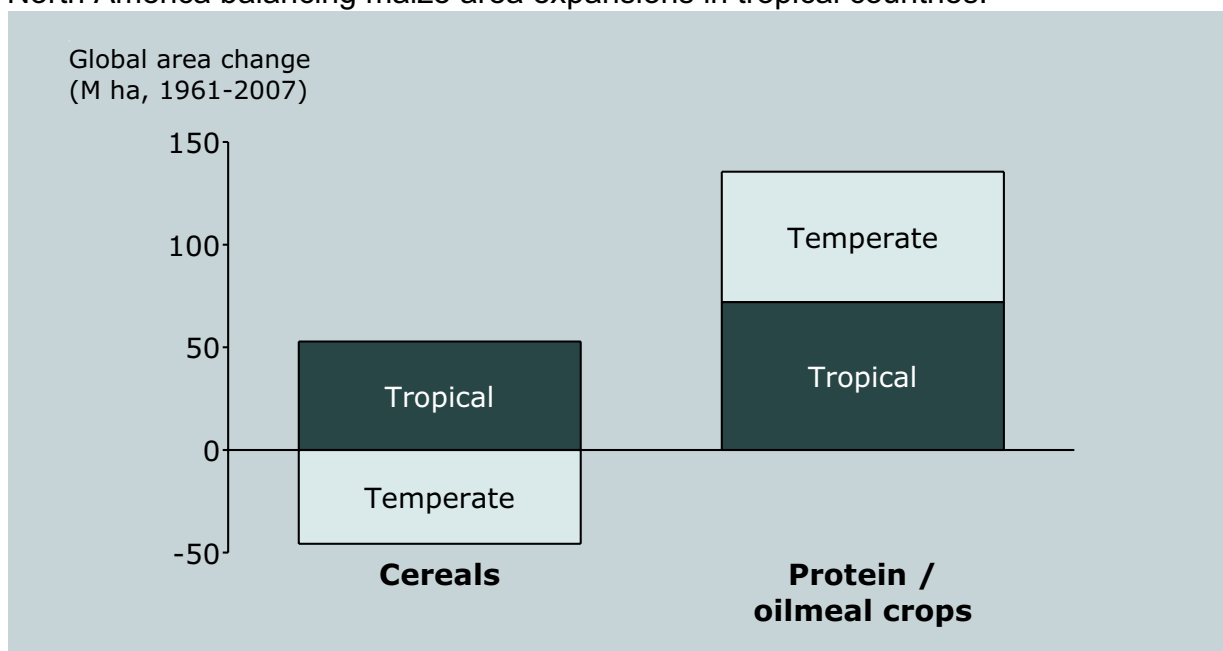 North America balancing maize area expansions in tropical countries.
Global area change
(M ha, 1961-2007)
150
100
50
0
-50
Temperate
Tropical
Tropical
Temperate
Cereals
Protein /
oilmeal crops